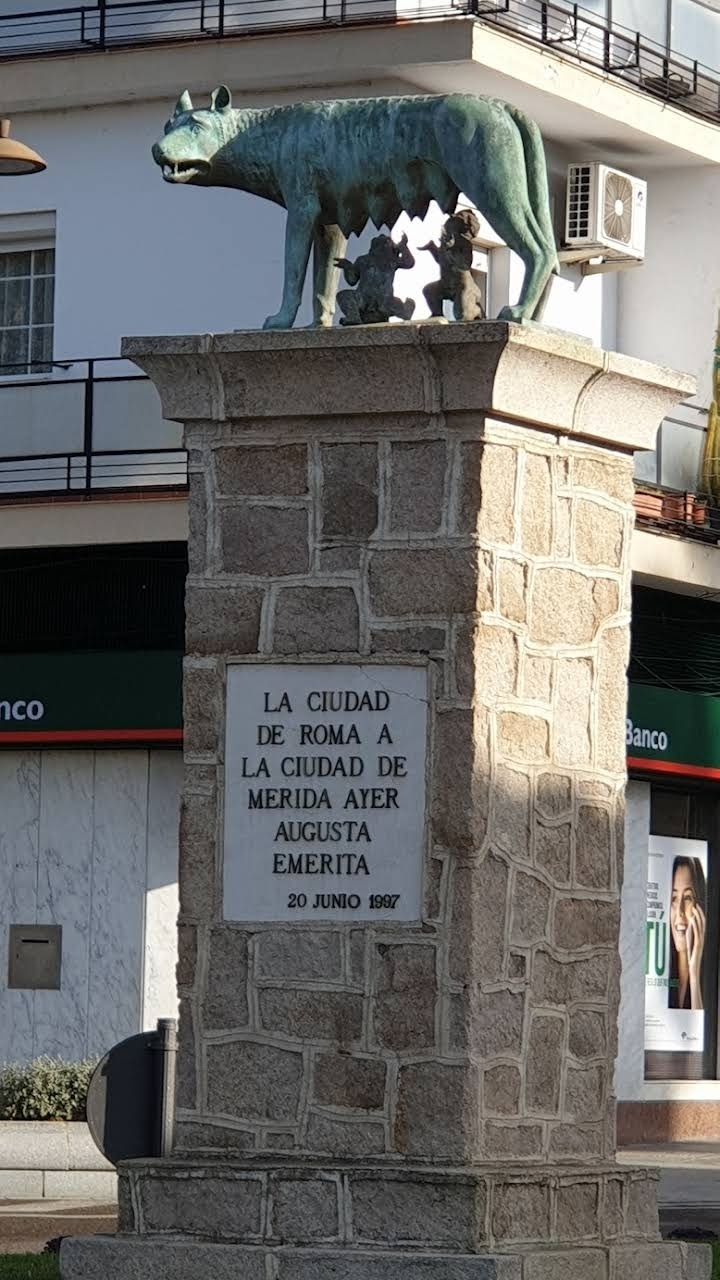 LA CIUDAD
DE ROMA A
LA CIUDAD DE
MERIDA AYER
AUGUSTA
EMERITA
20 JUNIO 1997
nco
Banco
TÚ